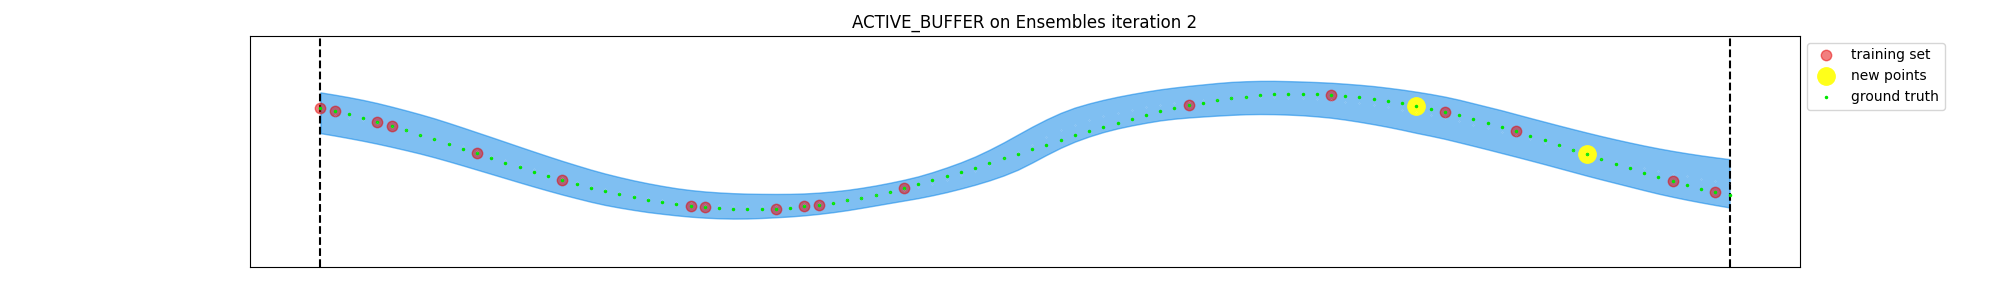 ACTIVE_BUFFER on Ensembles iteration 2
training set
new points
ground truth